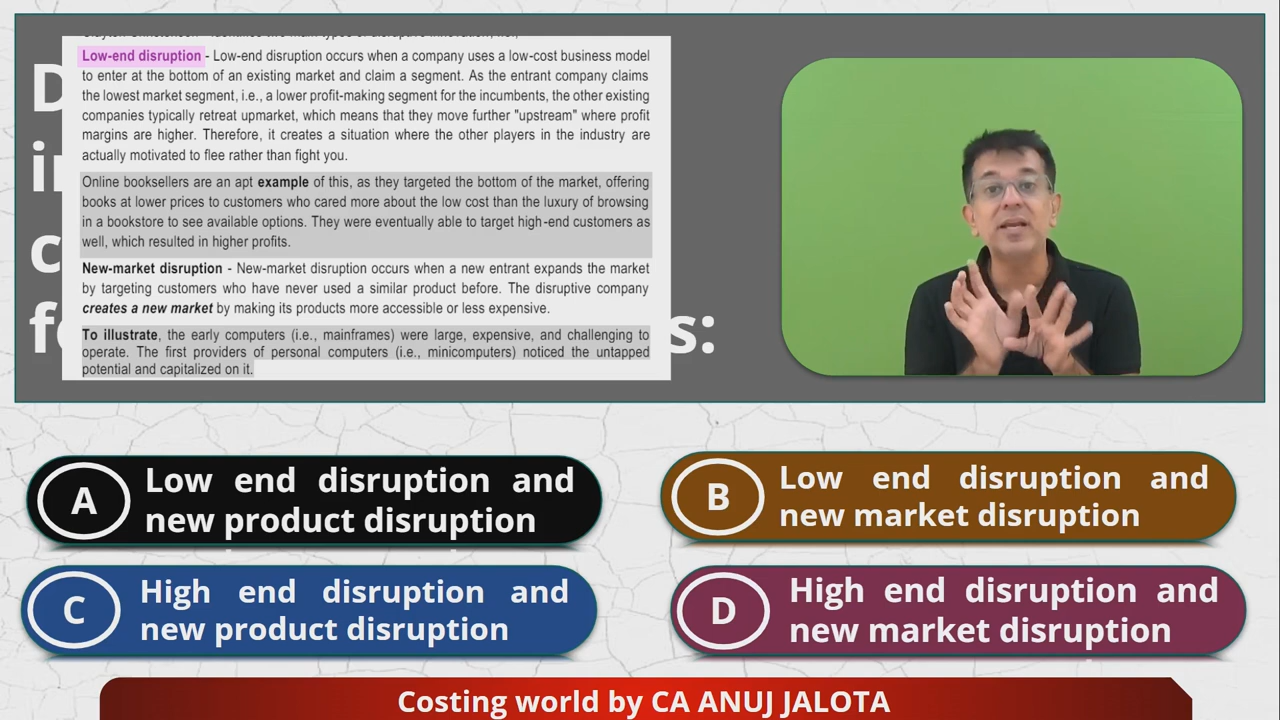 Clayton Christensen - identifies two main types of disruptive innovation, i.e.,
Low-end disruption - Low-end disruption occurs when a company uses a low-cost business model
to enter at the bottom of an existing market and claim a segment. As the entrant company claims
the lowest market segment, i.e., a lower profit-making segment for the incumbents, the other existing
companies typically retreat upmarket, which means that they move further "upstream" where profit
margins are higher. Therefore, it creates a situation where the other players in the industry are
actually motivated to flee rather than fight you.
Online booksellers are an apt example of this, as they targeted the bottom of the market, offering
books at lower prices to customers who cared more about the low cost than the luxury of browsing
in a bookstore to see available options. They were eventually able to target high-end customers as
well, which resulted in higher profits.
New-market disruption - New-market disruption occurs when a new entrant expands the market
by targeting customers who have never used a similar product before. The disruptive company
creates a new market by making its products more accessible or less expensive.
To illustrate, the early computers (i.e., mainframes) were large, expensive, and challenging to
operate. The first providers of personal computers (i.e., minicomputers) noticed the untapped
potential and capitalized on it.
s:
A Low end disruption and
new product disruption
B Low end disruption and
new market disruption
C High end disruption and
new product disruption
D High end disruption and
new market disruption
Costing world by CA ANUJ JALOTA